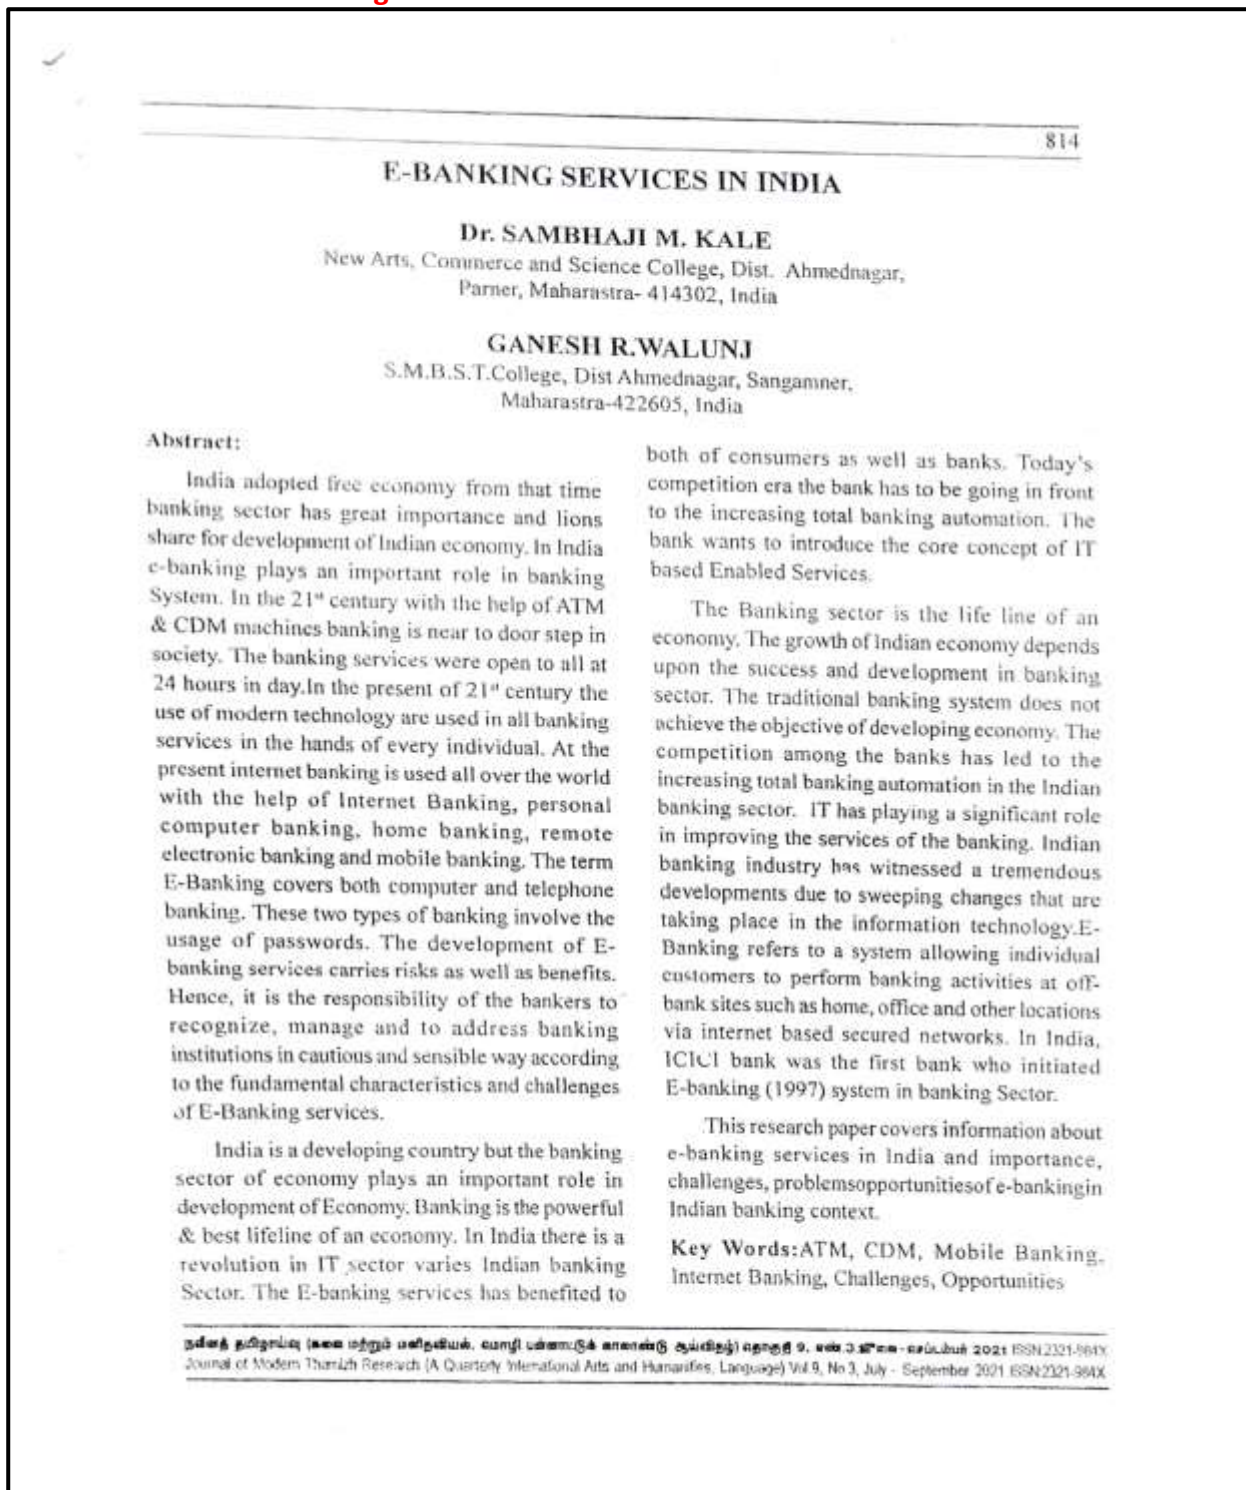 814
E-BANKING SERVICES IN INDIA
Dr. SAMBHAJI M. KALE
New Arts, Commerce and Science College, Dist. Ahmednagar,
Parner, Maharastra- 414302, India
GANESH R.WALUNJ
S.M.B.S.T.College, Dist Ahmednagar, Sangamner,
Maharastra-422605, India
Abstract:
India adopted free economy from that time
banking sector has great importance and lions
share for development of Indian economy. In India
e-banking plays an important role in banking
System. In the 21st century with the help of ATM
& CDM machines banking is near to door step in
society. The banking services were open to all at
24 hours in day.In the present of 21st century the
use of modern technology are used in all banking
services in the hands of every individual. At the
present internet banking is used all over the world
with the help of Internet Banking, personal
computer banking, home banking, remote
electronic banking and mobile banking. The term
E-Banking covers both computer and telephone
banking. These two types of banking involve the
usage of passwords. The development of E-
banking services carries risks as well as benefits.
Hence, it is the responsibility of the bankers to
recognize, manage and to address banking
institutions in cautious and sensible way according
to the fundamental characteristics and challenges
of E-Banking services.
India is a developing country but the banking
sector of economy plays an important role in
development of Economy. Banking is the powerful
& best lifeline of an economy. In India there is a
revolution in IT sector varies Indian banking
Sector. The E-banking services has benefited to
both of consumers as well as banks. Today's
competition era the bank has to be going in front
to the increasing total banking automation. The
bank wants to introduce the core concept of IT
based Enabled Services.
The Banking sector is the life line of an
economy. The growth of Indian economy depends
upon the success and development in banking
sector. The traditional banking system does not
achieve the objective of developing economy. The
competition among the banks has led to the
increasing total banking automation in the Indian
banking sector. IT has playing a significant role
in improving the services of the banking. Indian
banking industry has witnessed a tremendous
developments due to sweeping changes that are
taking place in the information technology.E-
Banking refers to a system allowing individual
customers to perform banking activities at off-
bank sites such as home, office and other locations
via internet based secured networks. In India,
ICICI bank was the first bank who initiated
E-banking (1997) system in banking Sector.
This research paper covers information about
e-banking services in India and importance,
challenges, problemsopportunitiesofe-bankingin
Indian banking context.
Key Words:ATM, CDM, Mobile Banking,
Internet Banking, Challenges, Opportunities
நவீனத் தமிழாய்வு (கலை மற்றும் மனிதவியல், மொழி பன்னாட்டுக் காலாண்டு ஆய்விதழ்) தொகுதி 9, எண்.3 ஜூலை - செப்டம்பர் 2021 ISSN:2321-984X
Journal of Modern Thamizh Research (A Quarterly International Arts and Humanities, Language) Vol.9, No.3, July - September 2021 ISSN:2321-984X